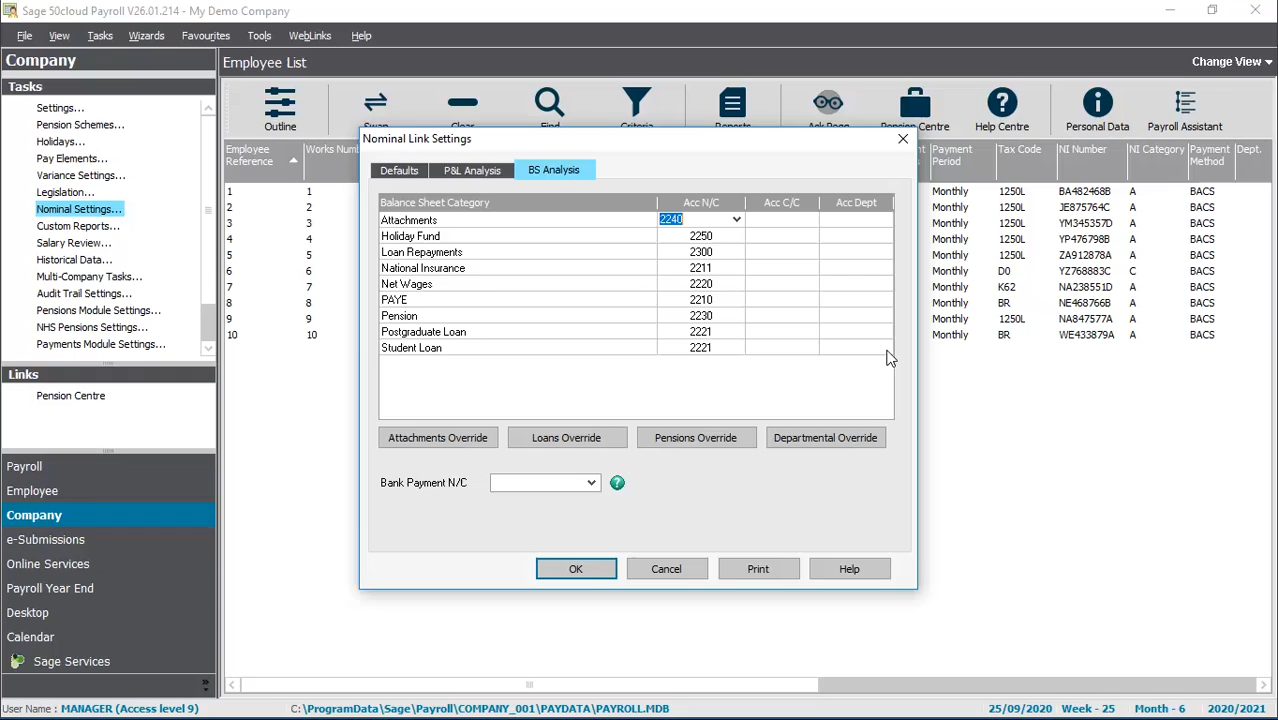 Sage 50cloud Payroll V26.01.214 - My Demo Company
File View Tasks Wizards Favourites Tools WebLinks Help
Company
Employee List
Change View
Tasks
Settings...
Pension Schemes...
Holidays...
Pay Elements...
Variance Settings...
Legislation...
Nominal Settings...
Custom Reports...
Salary Review...
Historical Data...
Multi-Company Tasks...
Audit Trail Settings...
Pensions Module Settings...
NHS Pensions Settings...
Payments Module Settings...
Links
Pension Centre
Payroll
Employee
Company
e-Submissions
Online Services
Payroll Year End
Desktop
Calendar
Sage Services
Outline Swap Clear Find Criteria Reports Ask Pegg Pension Centre Help Centre Personal Data Payroll Assistant
Employee Reference Works Num Payment Period Tax Code NI Number NI Category Payment Method Dept.
1 1 Monthly 1250L BA482468B A BACS
2 2 Monthly 1250L JE875764C A BACS
3 3 Monthly 1250L YM345357D A BACS
4 4 Monthly 1250L YP476798B A BACS
5 5 Monthly 1250L ZA912878A A BACS
6 6 Monthly D0 YZ768883C C BACS
7 7 Monthly K62 NA238551D A BACS
8 8 Monthly BR NE468766B A BACS
9 9 Monthly 1250L NA847577A A BACS
10 10 Monthly BR WE433879A A BACS
Nominal Link Settings
Defaults P&L Analysis BS Analysis
Balance Sheet Category Acc N/C Acc C/C Acc Dept
Attachments 2240
Holiday Fund 2250
Loan Repayments 2300
National Insurance 2211
Net Wages 2220
PAYE 2210
Pension 2230
Postgraduate Loan 2221
Student Loan 2221
Attachments Override Loans Override Pensions Override Departmental Override
Bank Payment N/C
OK Cancel Print Help
User Name : MANAGER (Access level 9) C:\ProgramData\Sage\Payroll\COMPANY_001\PAYDATA\PAYROLL.MDB 25/09/2020 Week - 25 Month - 6 2020/2021